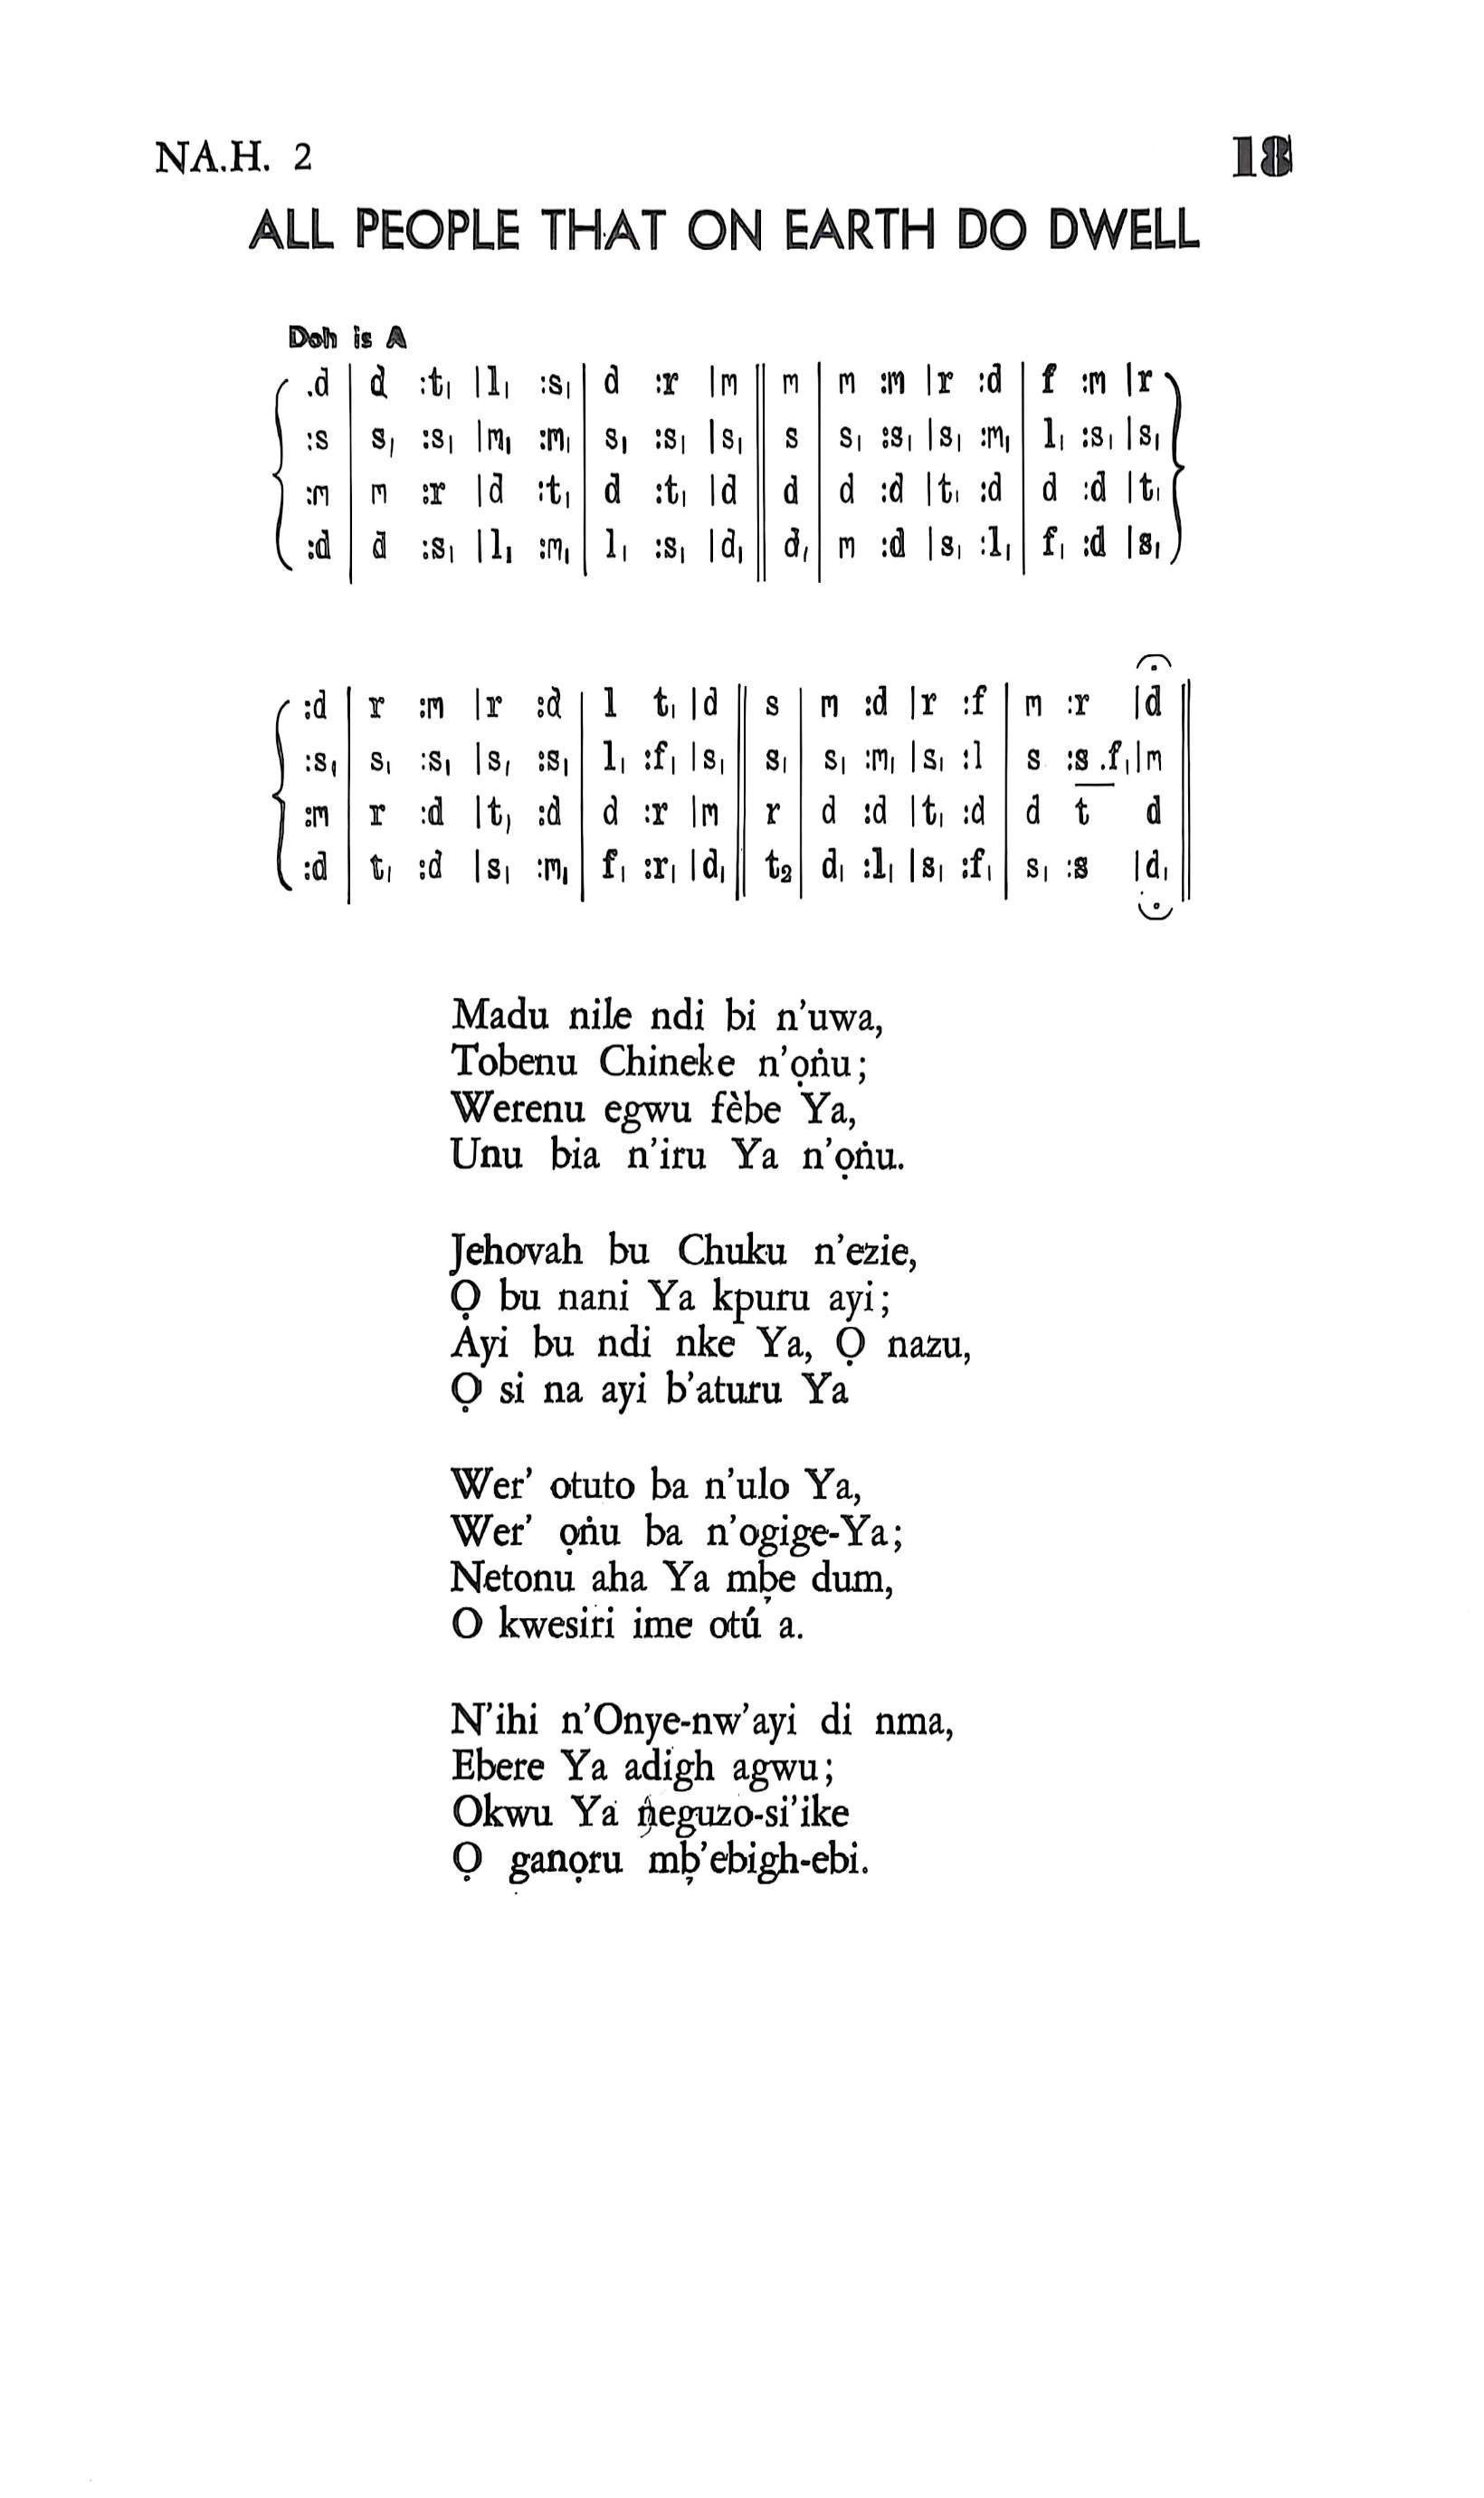 NA.H. 2 18
ALL PEOPLE THAT ON EARTH DO DWELL
Doh is A
.d | d :t, |l, :s, | d :r |m || m | m :m |r :d | f :m |r
:s | s, :s, |m, :m, | s, :s, |s, || s | s, :s, |s, :m, | l, :s, |s,
:m | m :r |d :t, | d :t, |d || d | d :d |t, :d | d :d |t,
:d | d :s, |l, :m, | l, :s, |d, || d, | m :d |s, :l, | f, :d |s,
:d | r :m |r :d | l t, |d || s | m :d |r :f | m :r |d ||
:s, | s, :s, |s, :s, | l, :f, |s, || s, | s, :m, |s, :l | s :s .f, |m ||
:m | r :d |t, :d | d :r |m || r | d :d |t, :d | d t d ||
:d | t, :d |s, :m, | f, :r, |d, || t₂ | d, :l, |s, :f, | s, :s |d, ||
Madu nile ndi bi n’uwa,
Tobenu Chineke n’ọṅu;
Werenu egwu fèbe Ya,
Unu bia n’iru Ya n’ọṅu.
Jehovah bu Chuku n’ezie,
Ọ bu nani Ya kpuru ayi;
Ayi bu ndi nke Ya, Ọ nazu,
Ọ si na ayi b’aturu Ya
Wer’ otuto ba n’ulo Ya,
Wer’ ọṅu ba n’ogige-Ya;
Netonu aha Ya mb̩e dum,
O kwesiri ime otú a.
N’ihi n’Onye-nw’ayi di nma,
Ebere Ya adigh agwu;
Okwu Ya ṅeguzo-si’ike
Ọ ganọru mb̩’ebigh-ebi.